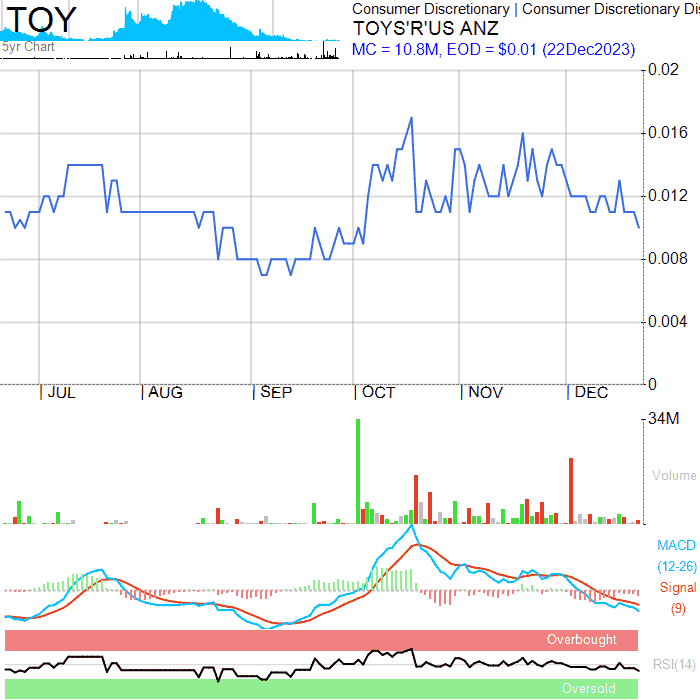 TOY
5yr Chart
Consumer Discretionary | Consumer Discretionary Dis
TOYS'R'US ANZ
MC = 10.8M, EOD = $0.01 (22Dec2023)
0.02
0.016
0.012
0.008
0.004
0
JUL AUG SEP OCT NOV DEC
34M
Volume
MACD
(12-26)
Signal
(9)
Overbought
RSI(14)
Oversold